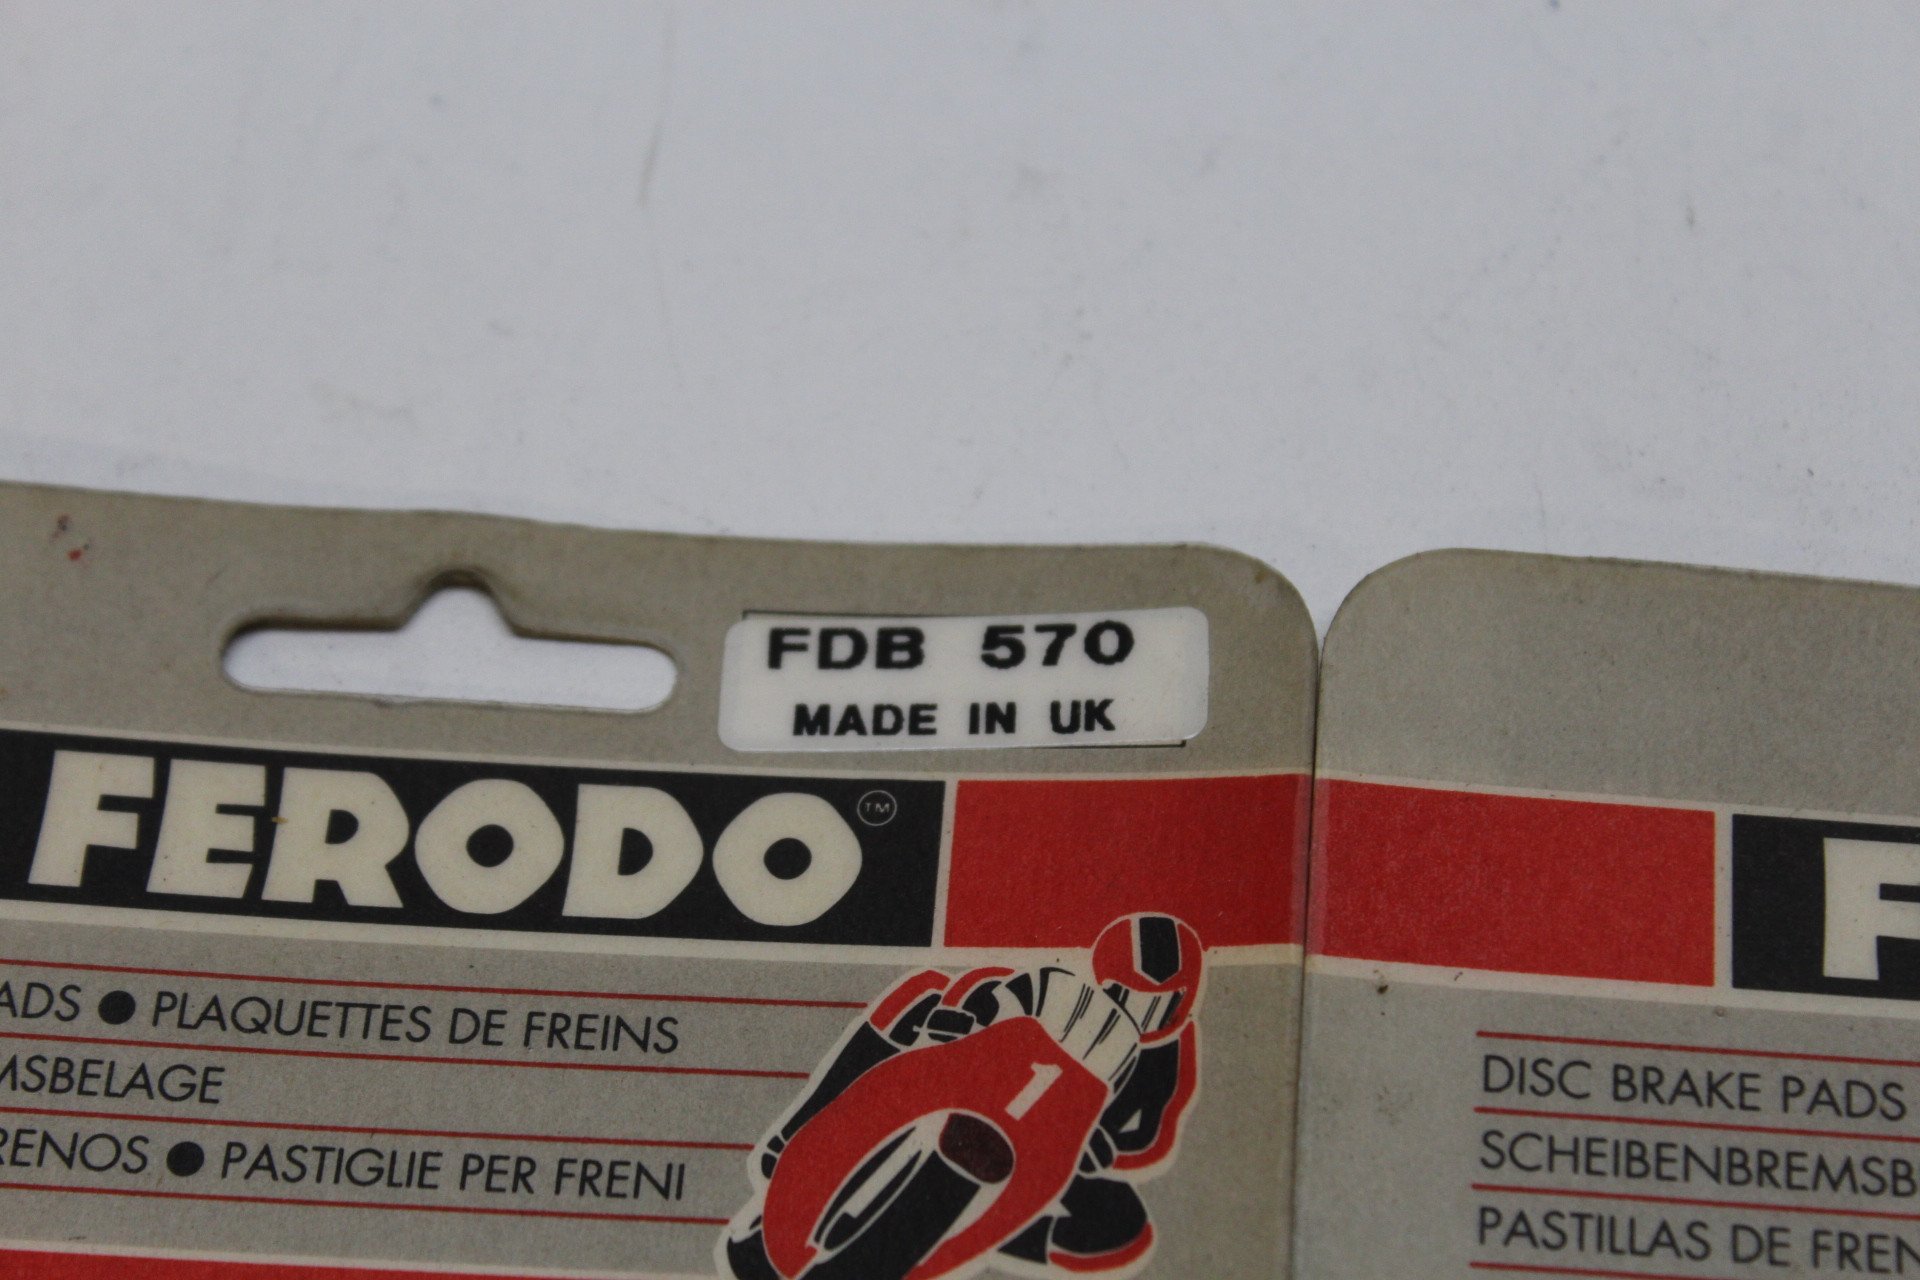 FDB 570
MADE IN UK
FERODO TM
ADS ● PLAQUETTES DE FREINS
MSBELAGE
RENOS ● PASTIGLIE PER FRENI
1
F
DISC BRAKE PADS
SCHEIBENBREMSB
PASTILLAS DE FREN